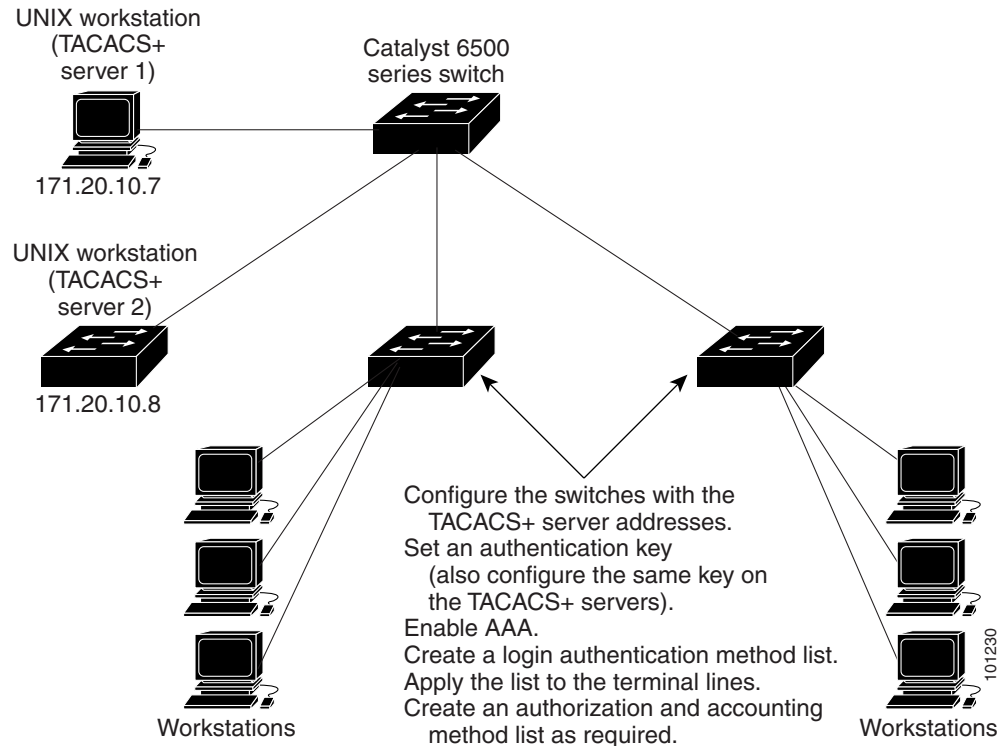 UNIX workstation
(TACACS+
server 1)
Catalyst 6500
series switch
171.20.10.7
UNIX workstation
(TACACS+
server 2)
171.20.10.8
Configure the switches with the
TACACS+ server addresses.
Set an authentication key
(also configure the same key on
the TACACS+ servers).
Enable AAA.
Create a login authentication method list.
Apply the list to the terminal lines.
Create an authorization and accounting
method list as required.
Workstations
Workstations
101230